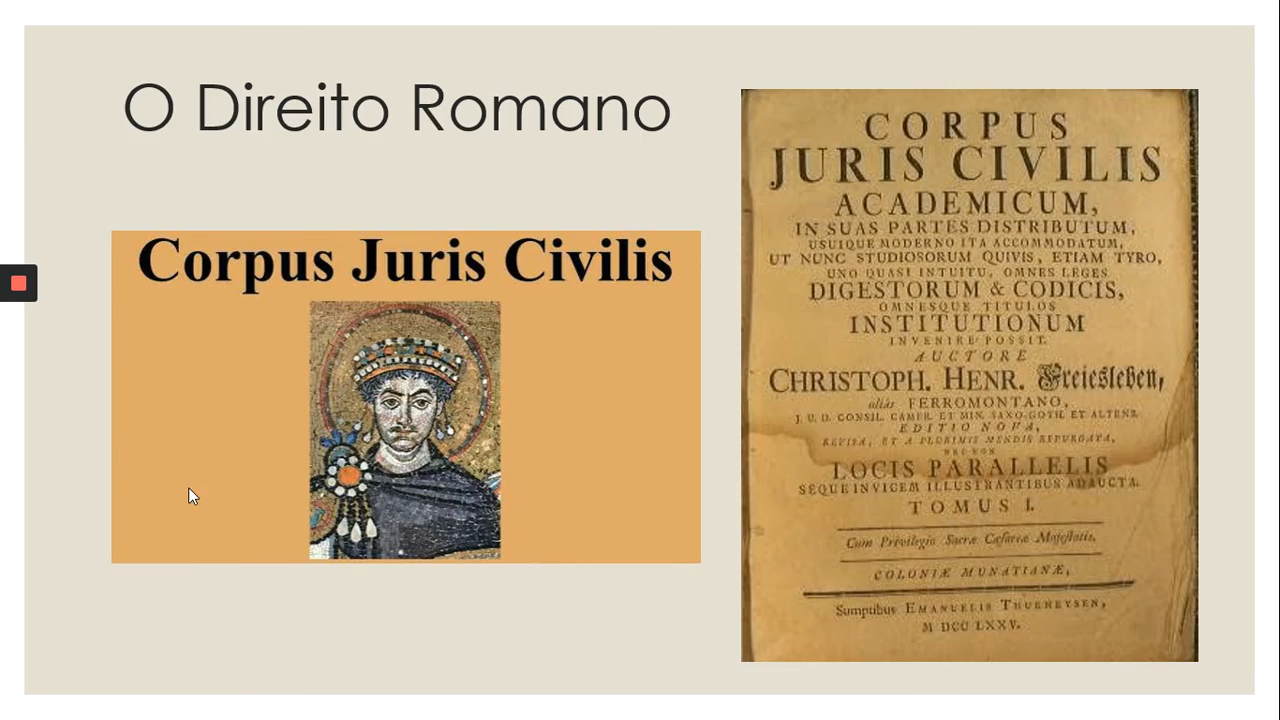 O Direito Romano
Corpus Juris Civilis
CORPUS
JURIS CIVILIS
ACADEMICUM,
IN SUAS PARTES DISTRIBUTUM,
USUIQUE MODERNO ITA ACCOMMODATUM,
UT NUNC STUDIOSORUM QUIVIS, ETIAM TYRO,
UNO QUASI INTUITU, OMNES LEGES
DIGESTORUM & CODICIS,
OMNESQUE TITULOS
INSTITUTIONUM
INVENIRE POSSIT.
AUCTORE
CHRISTOPH. HENR. Freiesleben,
aliàs FERROMONTANO,
J. U. D. CONSIL. CAMER. ET MIN. SAXO-GOTH. ET ALTENB.
EDITIO NOVA,
REVISA, ET A PLURIMIS MENDIS REPURGATA,
NEC NON
LOCIS PARALLELIS
SEQUE INVICEM ILLUSTRANTIBUS ADAUCTA.
TOMUS I.
Cum Privilegio Sacræ Cæsareæ Majestatis.
COLONIÆ MUNATIANÆ,
Sumptibus EMANUELIS THURNEYSEN,
M DCC LXXV.